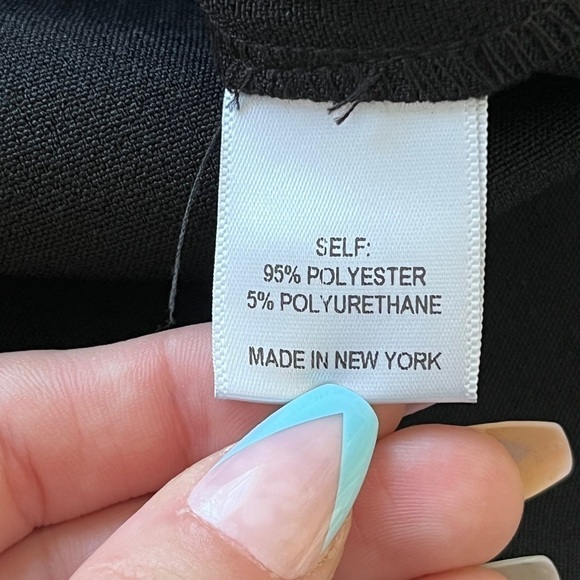 SELF:
95% POLYESTER
5% POLYURETHANE
MADE IN NEW YORK